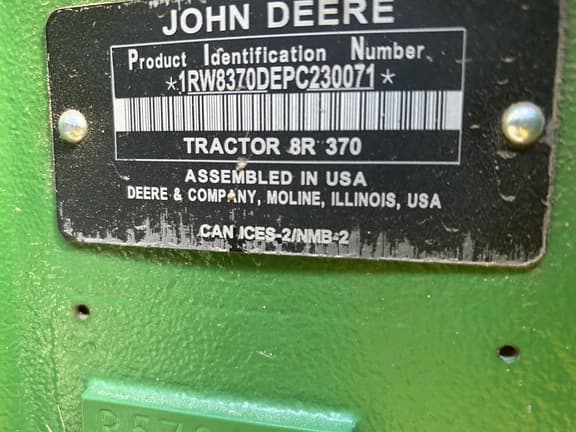 JOHN DEERE
Product Identification Number
*1RW8370DEPC230071*
TRACTOR 8R 370
ASSEMBLED IN USA
DEERE & COMPANY, MOLINE, ILLINOIS, USA
CAN ICES-2/NMB-2